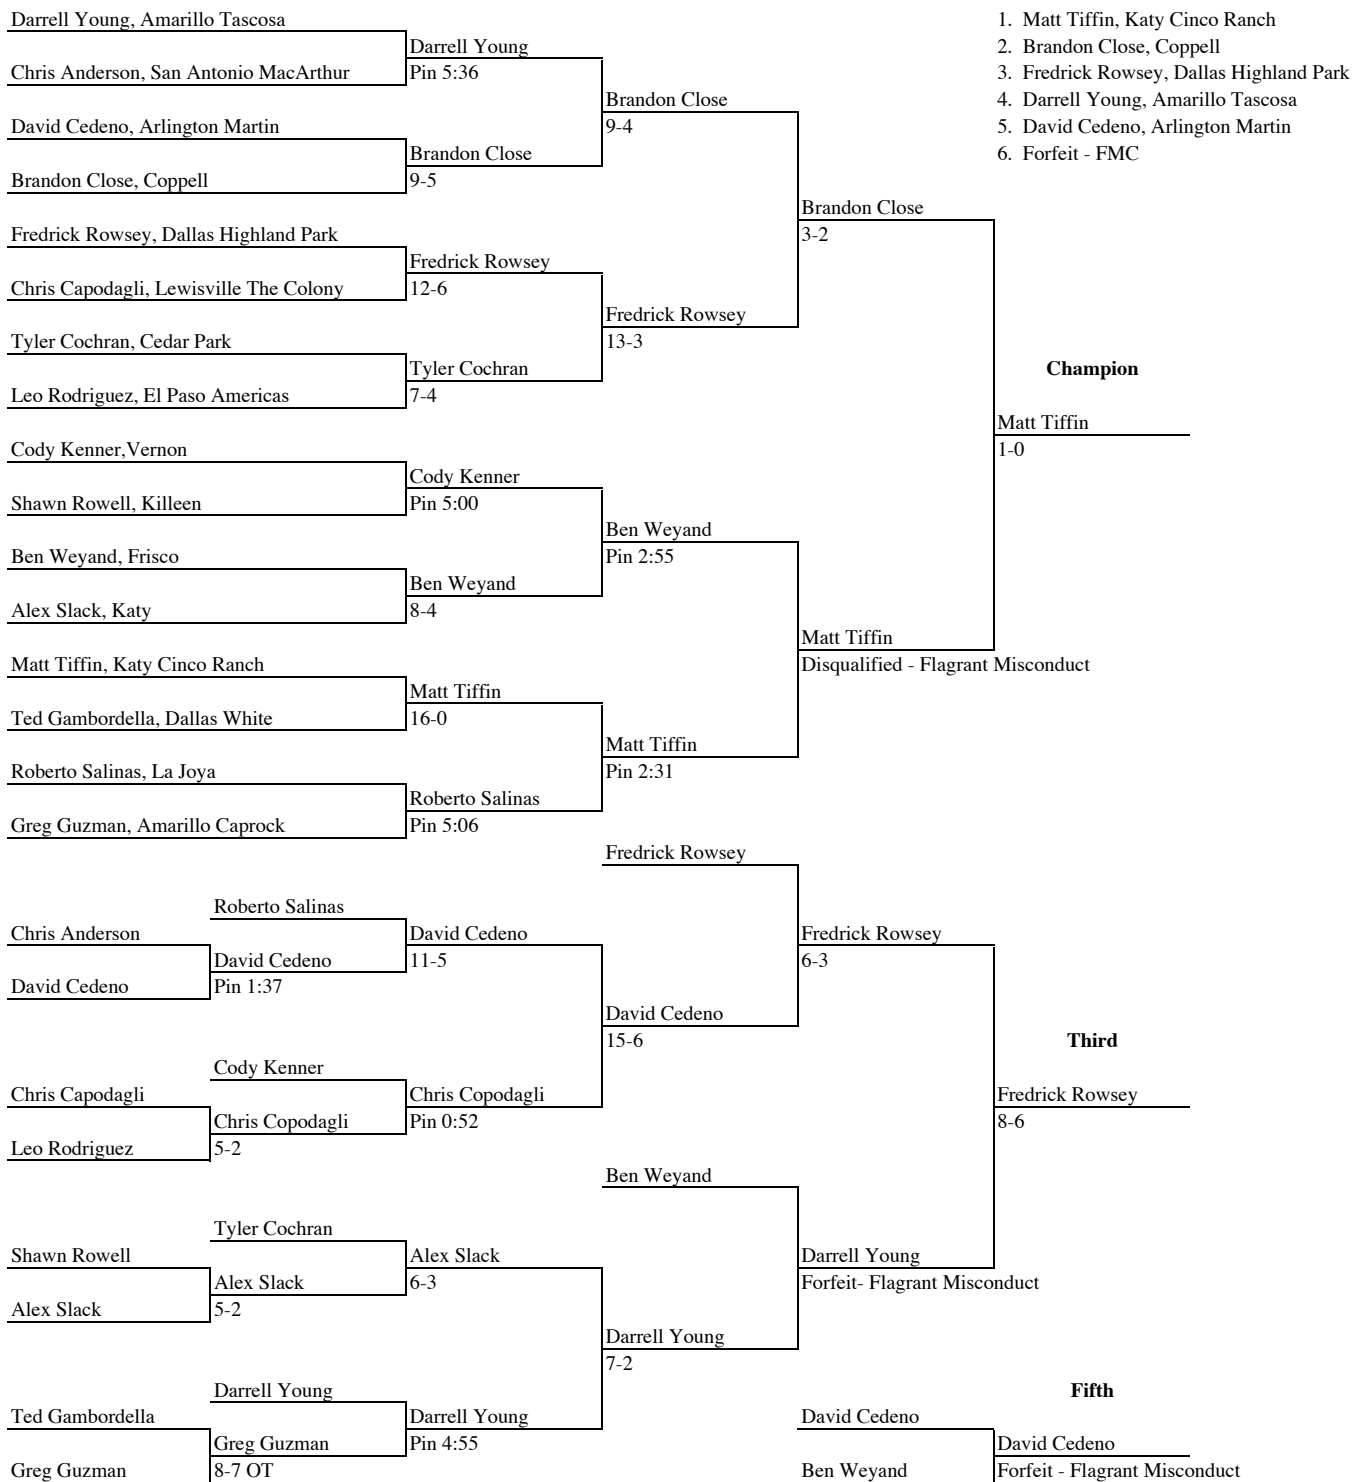 Darrell Young, Amarillo Tascosa
Darrell Young
Chris Anderson, San Antonio MacArthur
Pin 5:36
Brandon Close
David Cedeno, Arlington Martin
9-4
Brandon Close
Brandon Close, Coppell
9-5
Brandon Close
Fredrick Rowsey, Dallas Highland Park
3-2
Fredrick Rowsey
Chris Capodagli, Lewisville The Colony
12-6
Fredrick Rowsey
Tyler Cochran, Cedar Park
13-3
Tyler Cochran
Champion
Leo Rodriguez, El Paso Americas
7-4
Matt Tiffin
Cody Kenner,Vernon
1-0
Cody Kenner
Shawn Rowell, Killeen
Pin 5:00
Ben Weyand
Ben Weyand, Frisco
Pin 2:55
Ben Weyand
Alex Slack, Katy
8-4
Matt Tiffin
Matt Tiffin, Katy Cinco Ranch
Disqualified - Flagrant Misconduct
Matt Tiffin
Ted Gambordella, Dallas White
16-0
Matt Tiffin
Roberto Salinas, La Joya
Pin 2:31
Roberto Salinas
Greg Guzman, Amarillo Caprock
Pin 5:06
1. Matt Tiffin, Katy Cinco Ranch
2. Brandon Close, Coppell
3. Fredrick Rowsey, Dallas Highland Park
4. Darrell Young, Amarillo Tascosa
5. David Cedeno, Arlington Martin
6. Forfeit - FMC
Fredrick Rowsey
Roberto Salinas
Chris Anderson
David Cedeno
Fredrick Rowsey
David Cedeno
11-5
6-3
David Cedeno
Pin 1:37
David Cedeno
15-6
Third
Cody Kenner
Chris Capodagli
Chris Copodagli
Fredrick Rowsey
Chris Copodagli
Pin 0:52
8-6
Leo Rodriguez
5-2
Ben Weyand
Tyler Cochran
Shawn Rowell
Alex Slack
Darrell Young
Alex Slack
6-3
Forfeit- Flagrant Misconduct
Alex Slack
5-2
Darrell Young
7-2
Darrell Young
Fifth
Ted Gambordella
Darrell Young
David Cedeno
Greg Guzman
Pin 4:55
David Cedeno
Greg Guzman
8-7 OT
Ben Weyand
Forfeit - Flagrant Misconduct